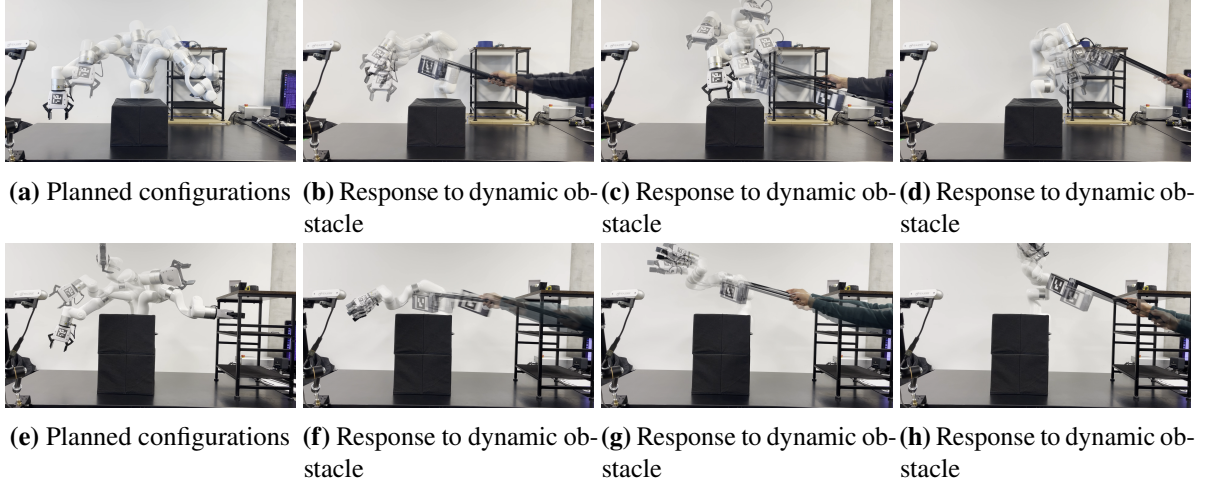 (a) Planned configurations
(b) Response to dynamic ob-
stacle
(c) Response to dynamic ob-
stacle
(d) Response to dynamic ob-
stacle
(e) Planned configurations
(f) Response to dynamic ob-
stacle
(g) Response to dynamic ob-
stacle
(h) Response to dynamic ob-
stacle